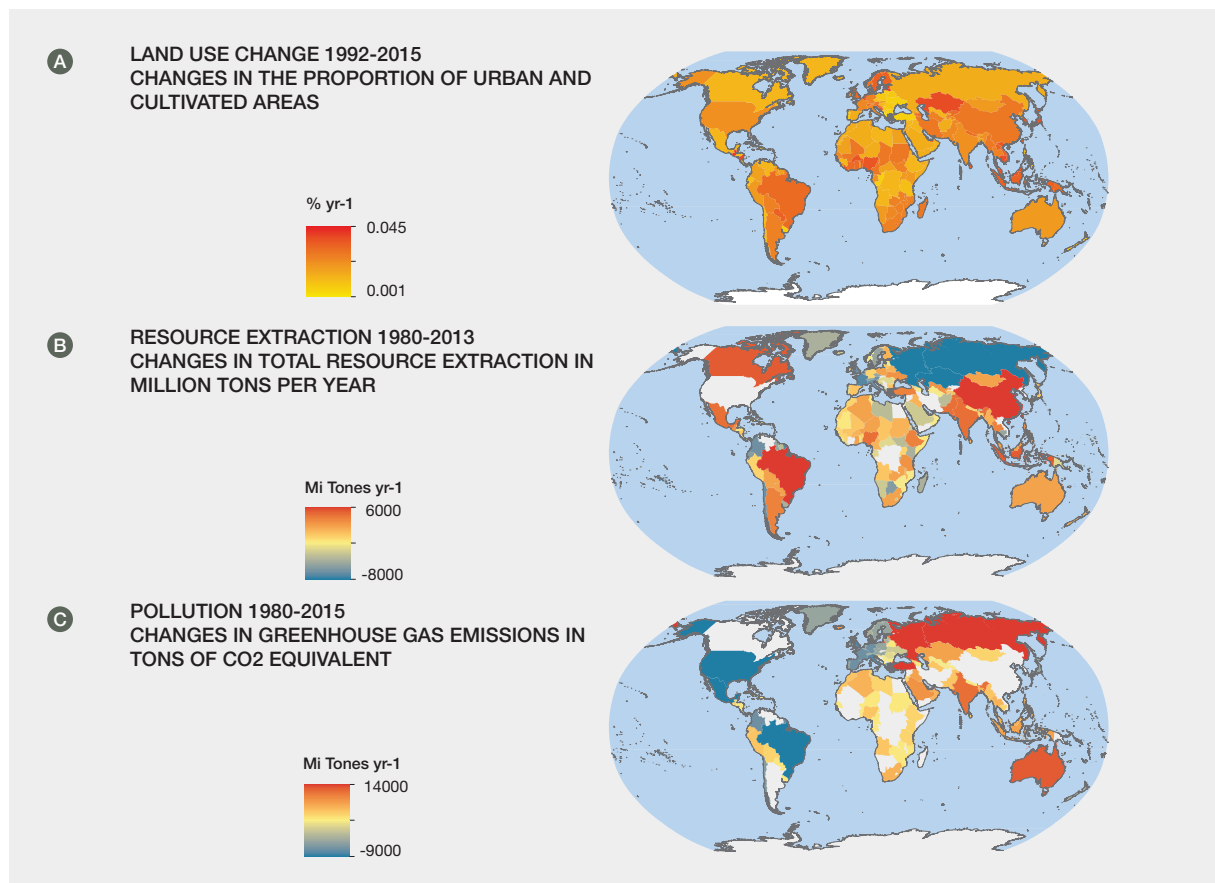 A
LAND USE CHANGE 1992-2015
CHANGES IN THE PROPORTION OF URBAN AND
CULTIVATED AREAS
% yr-1
0.045
0.001
B
RESOURCE EXTRACTION 1980-2013
CHANGES IN TOTAL RESOURCE EXTRACTION IN
MILLION TONS PER YEAR
Mi Tones yr-1
6000
-8000
C
POLLUTION 1980-2015
CHANGES IN GREENHOUSE GAS EMISSIONS IN
TONS OF CO2 EQUIVALENT
Mi Tones yr-1
14000
-9000